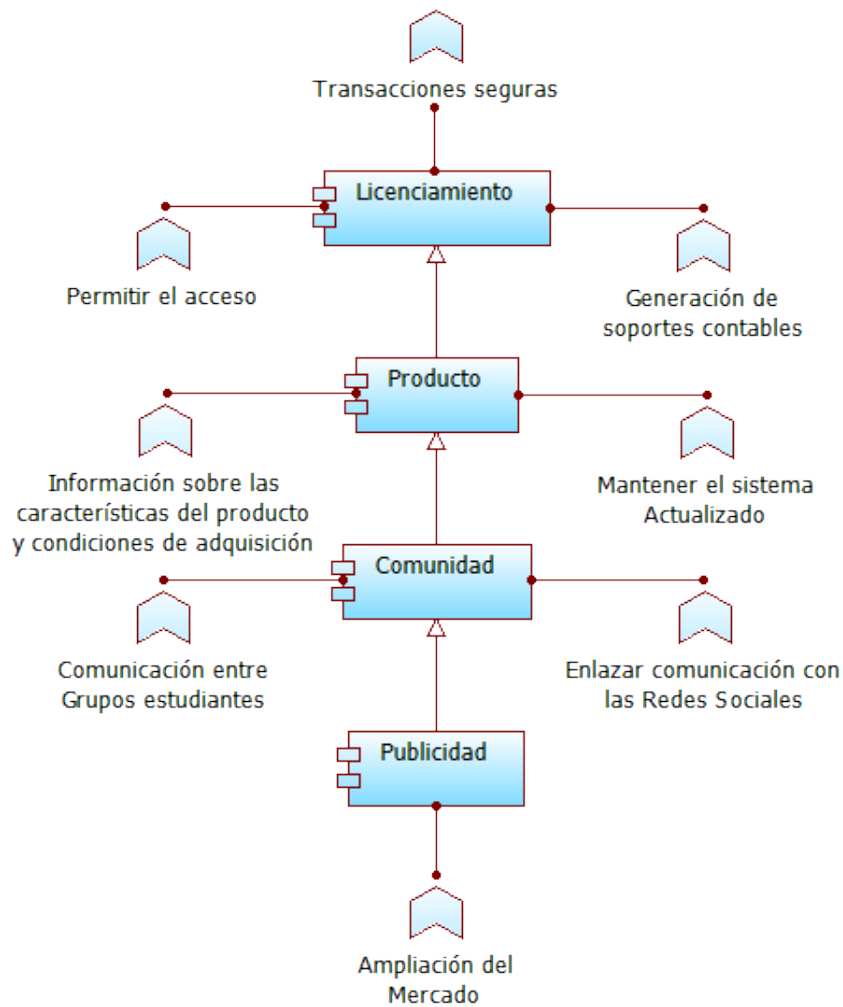 Transacciones seguras
Licenciamiento
Permitir el acceso
Generación de
soportes contables
Producto
Información sobre las
características del producto
y condiciones de adquisición
Mantener el sistema
Actualizado
Comunidad
Comunicación entre
Grupos estudiantes
Enlazar comunicación con
las Redes Sociales
Publicidad
Ampliación del
Mercado